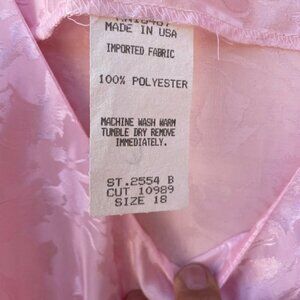 MADE IN USA
IMPORTED FABRIC
100% POLYESTER
MACHINE WASH WARM
TUMBLE DRY REMOVE
IMMEDIATELY.
ST.2554 B
CUT 10989
SIZE 18